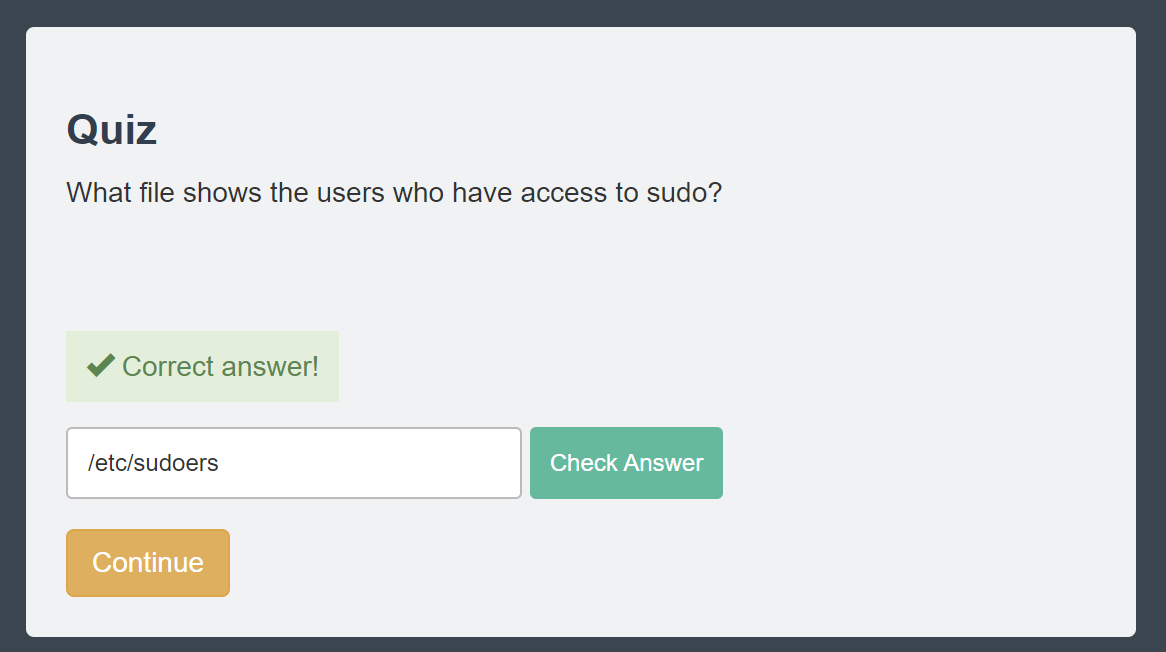 Quiz
What file shows the users who have access to sudo?
Correct answer!
/etc/sudoers
Check Answer
Continue